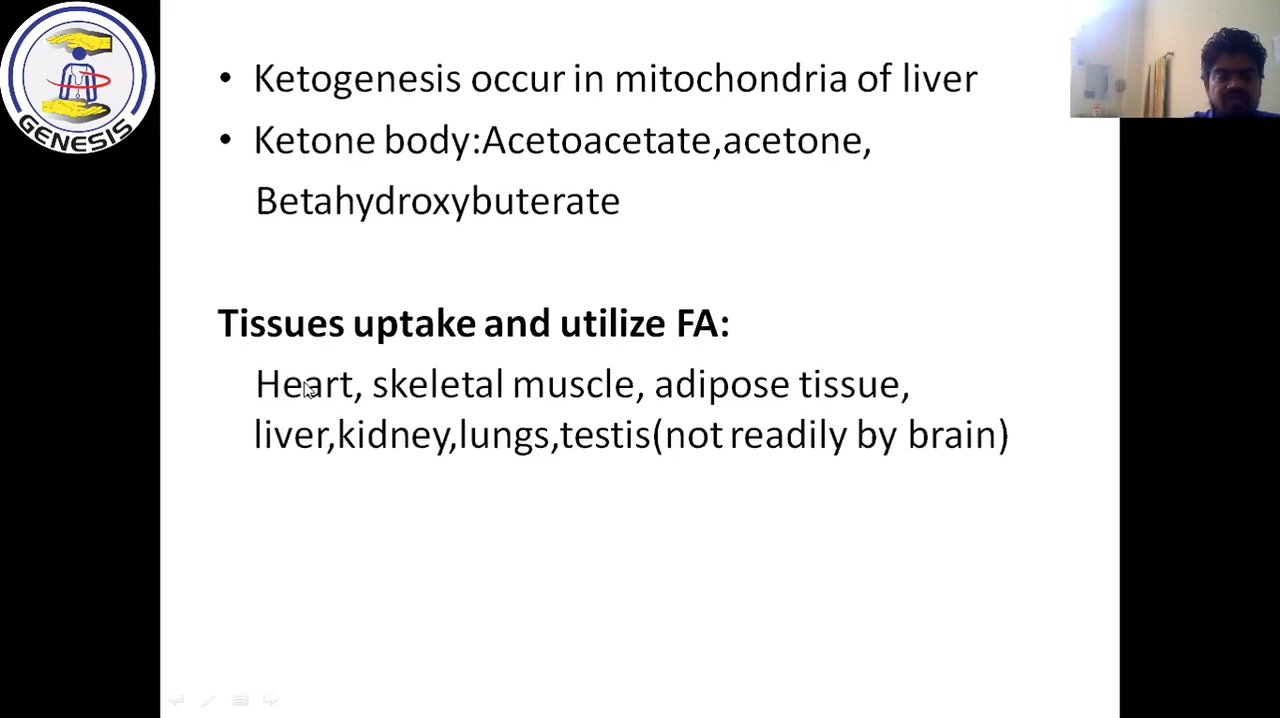 GENESIS
• Ketogenesis occur in mitochondria of liver
• Ketone body:Acetoacetate,acetone,
Betahydroxybuterate
Tissues uptake and utilize FA:
Heart, skeletal muscle, adipose tissue,
liver,kidney,lungs,testis(not readily by brain)